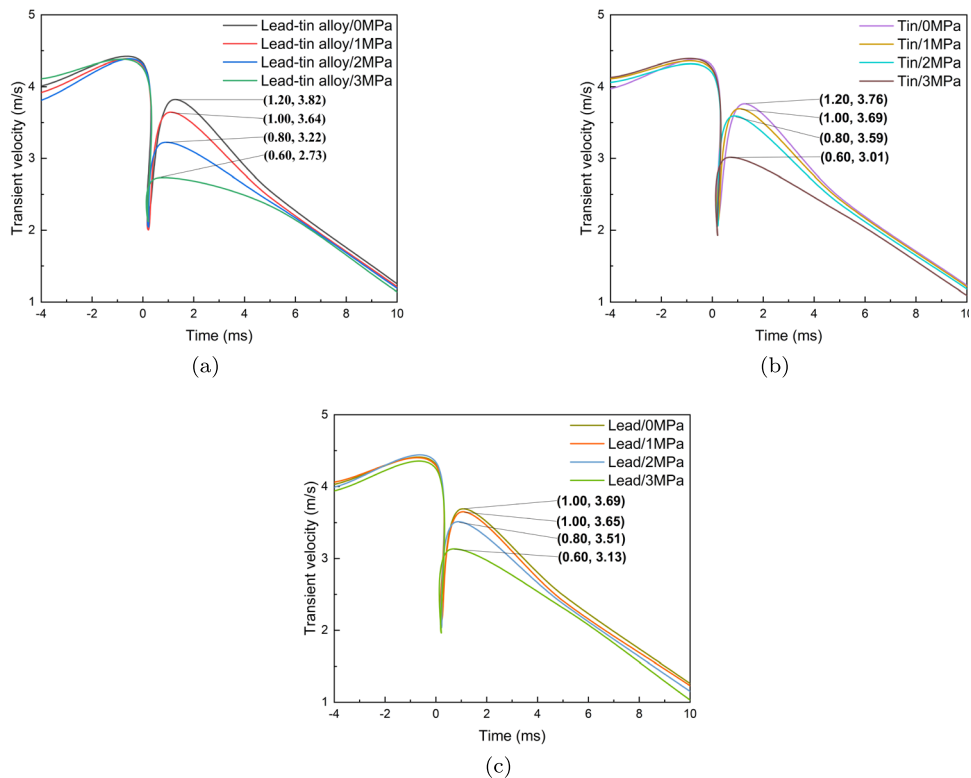 5
4
3
2
1
Transient velocity (m/s)
Lead-tin alloy/0MPa
Lead-tin alloy/1MPa
Lead-tin alloy/2MPa
Lead-tin alloy/3MPa
(1.20, 3.82)
(1.00, 3.64)
(0.80, 3.22)
(0.60, 2.73)
-4 -2 0 2 4 6 8 10
Time (ms)
(a)
5
4
3
2
1
Transient velocity (m/s)
Tin/0MPa
Tin/1MPa
Tin/2MPa
Tin/3MPa
(1.20, 3.76)
(1.00, 3.69)
(0.80, 3.59)
(0.60, 3.01)
-4 -2 0 2 4 6 8 10
Time (ms)
(b)
5
4
3
2
1
Transient velocity (m/s)
Lead/0MPa
Lead/1MPa
Lead/2MPa
Lead/3MPa
(1.00, 3.69)
(1.00, 3.65)
(0.80, 3.51)
(0.60, 3.13)
-4 -2 0 2 4 6 8 10
Time (ms)
(c)